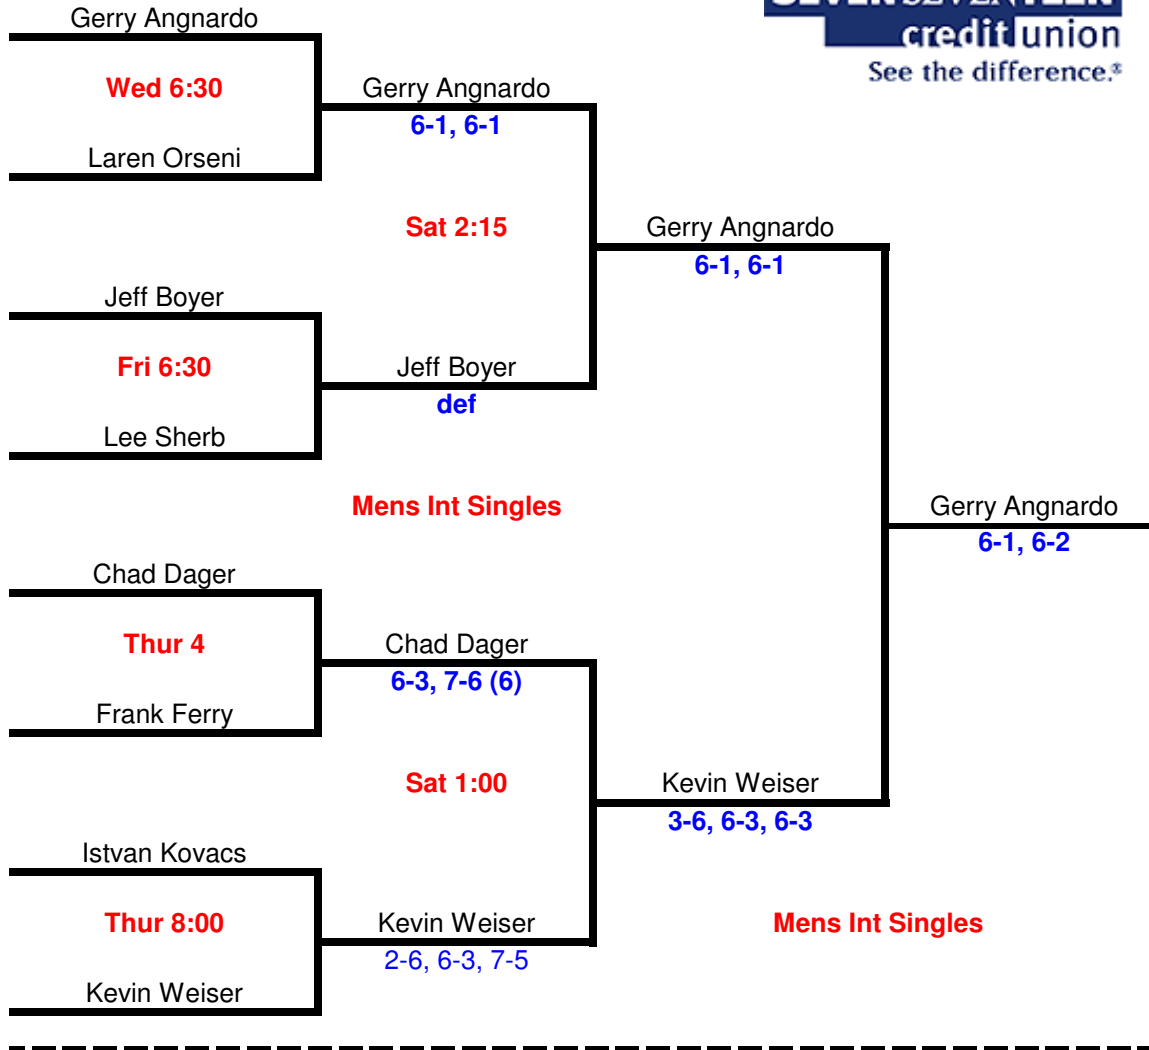 SEVEN SEVENTEEN
credit union
See the difference.®
Gerry Angnardo
Wed 6:30
Gerry Angnardo
6-1, 6-1
Laren Orseni
Sat 2:15
Gerry Angnardo
6-1, 6-1
Jeff Boyer
Fri 6:30
Jeff Boyer
def
Lee Sherb
Mens Int Singles
Gerry Angnardo
6-1, 6-2
Chad Dager
Thur 4
Chad Dager
6-3, 7-6 (6)
Frank Ferry
Sat 1:00
Kevin Weiser
3-6, 6-3, 6-3
Istvan Kovacs
Thur 8:00
Kevin Weiser
2-6, 6-3, 7-5
Mens Int Singles
Kevin Weiser